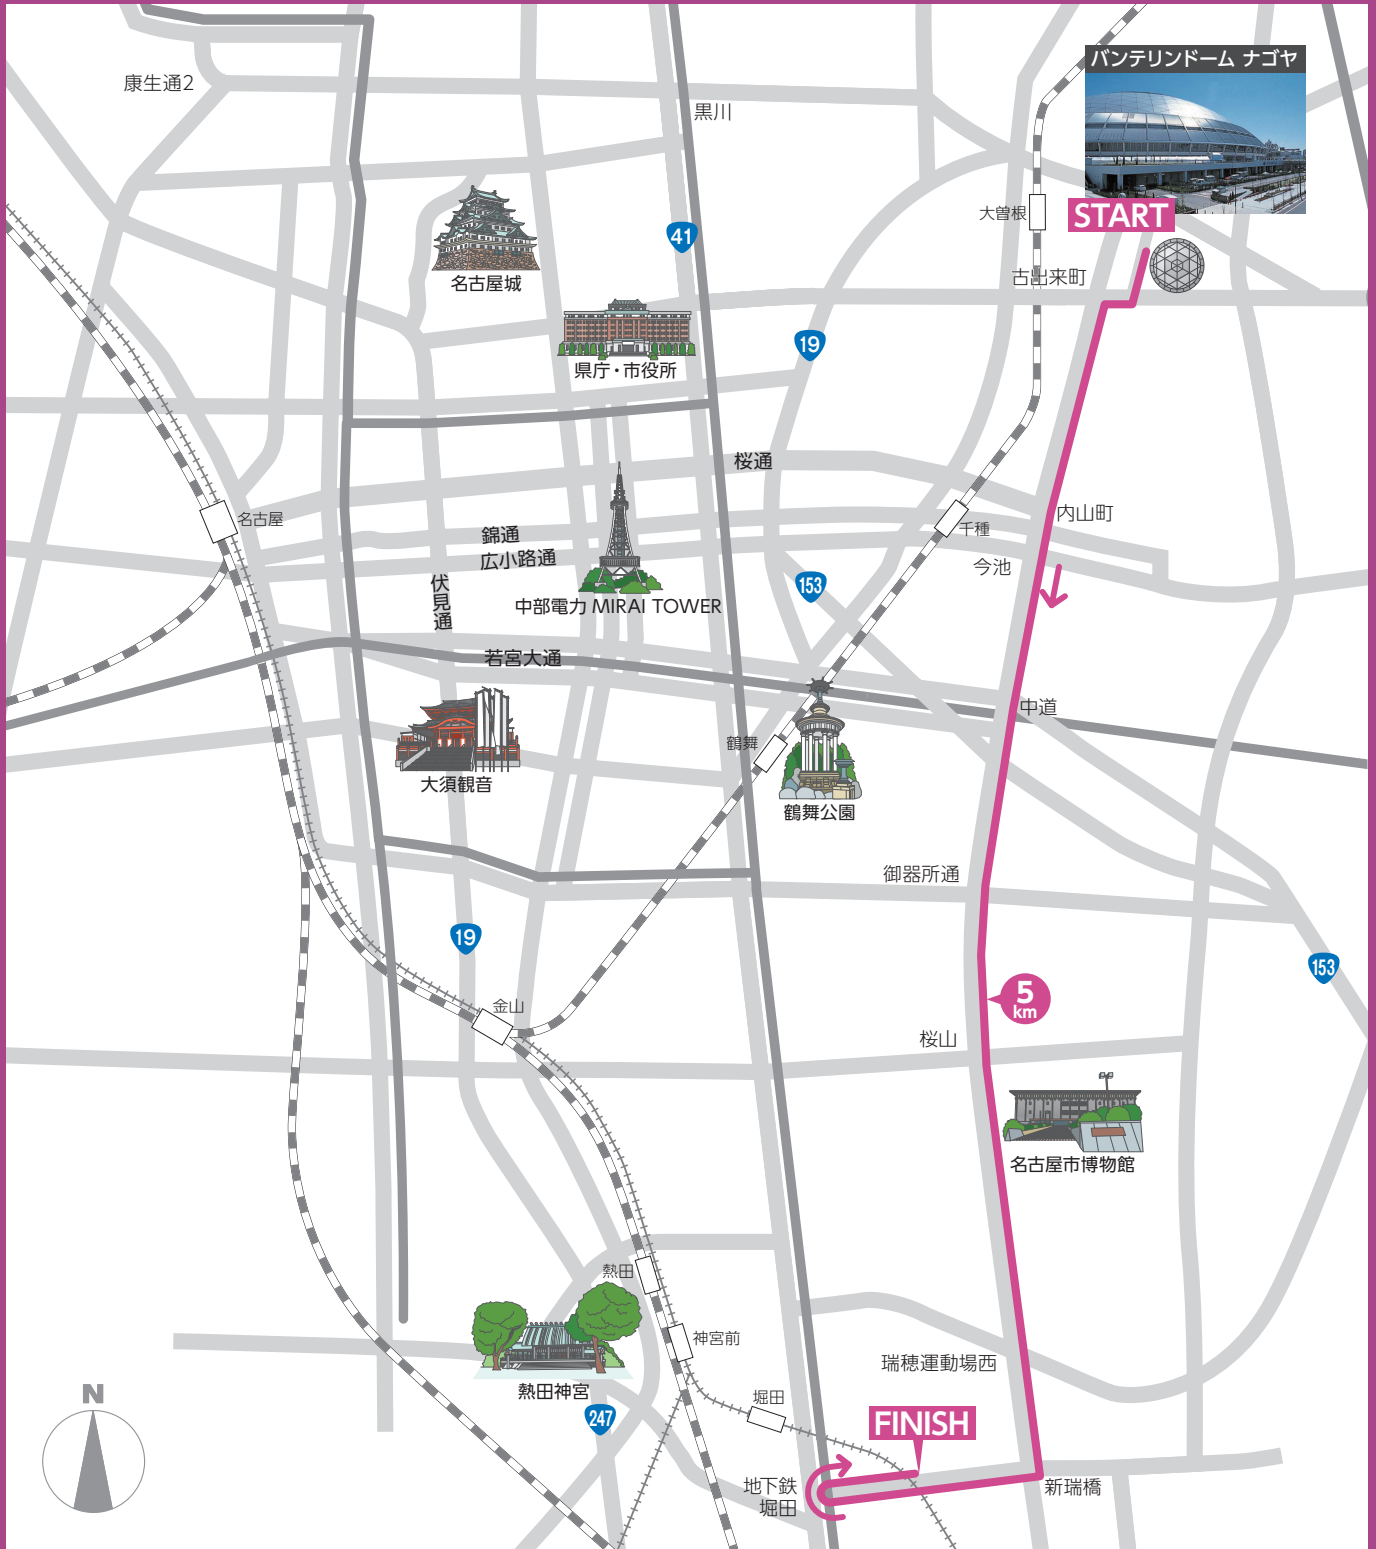 バンテリンドーム ナゴヤ
康生通2
黒川
大曽根
START
41
名古屋城
古出来町
県庁・市役所
19
桜通
名古屋
錦通
広小路通
千種
内山町
今池
伏見通
153
中部電力 MIRAI TOWER
若宮大通
中道
鶴舞
大須観音
鶴舞公園
御器所通
19
153
5
km
金山
桜山
名古屋市博物館
熱田
神宮前
瑞穂運動場西
熱田神宮
N
247
堀田
FINISH
地下鉄
堀田
新瑞橋